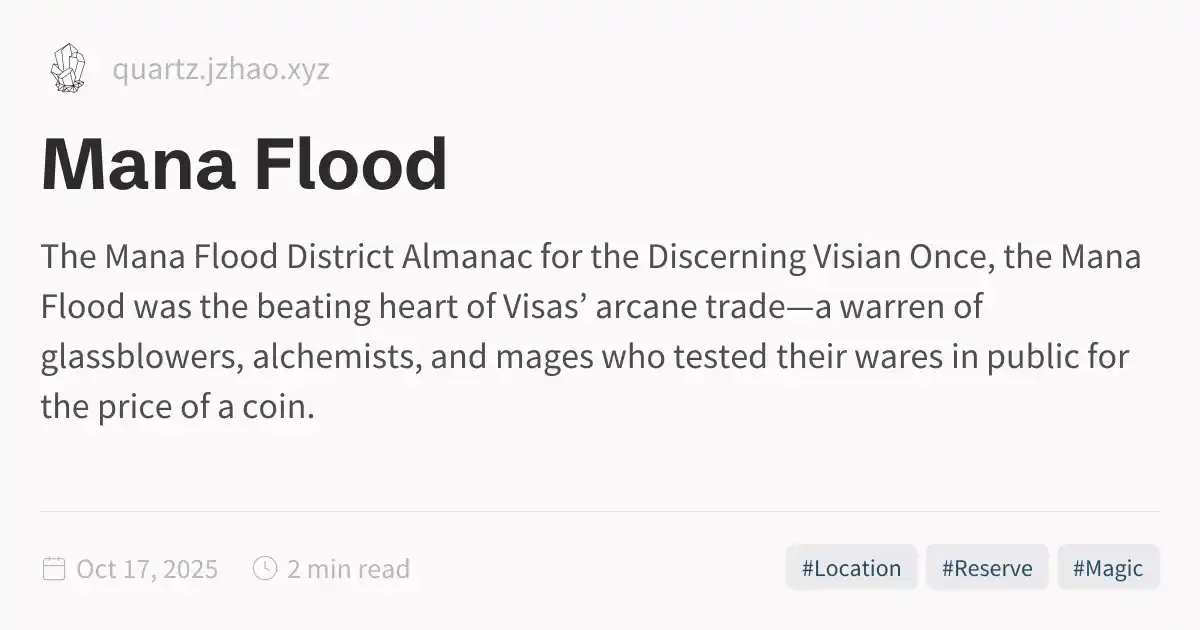 quartz.jzhao.xyz
Mana Flood
The Mana Flood District Almanac for the Discerning Visian Once, the Mana
Flood was the beating heart of Visas’ arcane trade—a warren of
glassblowers, alchemists, and mages who tested their wares in public for
the price of a coin.
Oct 17, 2025 2 min read #Location #Reserve #Magic